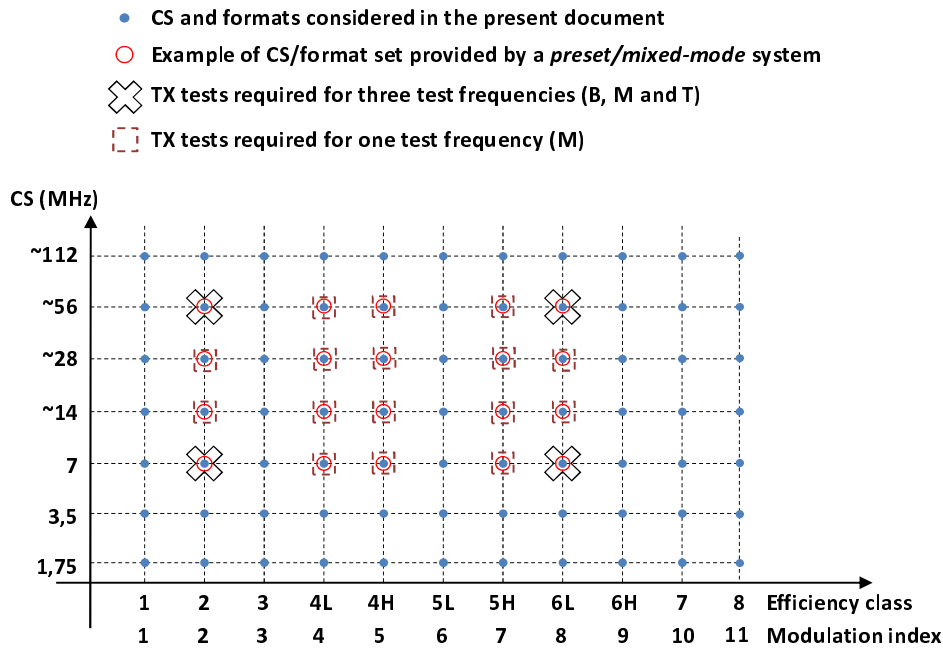 CS and formats considered in the present document
Example of CS/format set provided by a preset/mixed-mode system
TX tests required for three test frequencies (B, M and T)
TX tests required for one test frequency (M)
CS (MHz)
~112
~56
~28
~14
7
3,5
1,75
1 2 3 4L 4H 5L 5H 6L 6H 7 8 Efficiency class
1 2 3 4 5 6 7 8 9 10 11 Modulation index